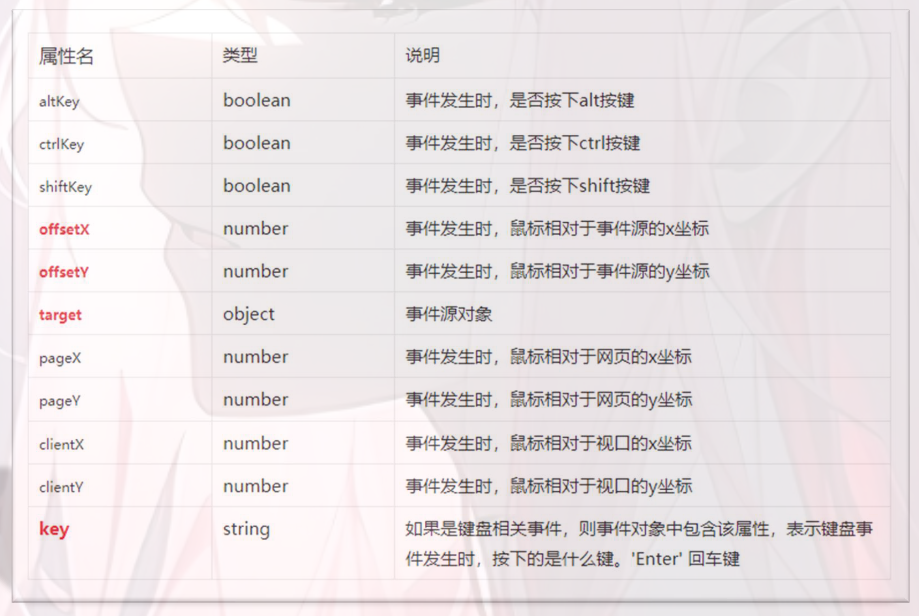 属性名 类型 说明
altKey boolean 事件发生时，是否按下alt按键
ctrlKey boolean 事件发生时，是否按下ctrl按键
shiftKey boolean 事件发生时，是否按下shift按键
offsetX number 事件发生时，鼠标相对于事件源的x坐标
offsetY number 事件发生时，鼠标相对于事件源的y坐标
target object 事件源对象
pageX number 事件发生时，鼠标相对于网页的x坐标
pageY number 事件发生时，鼠标相对于网页的y坐标
clientX number 事件发生时，鼠标相对于视口的x坐标
clientY number 事件发生时，鼠标相对于视口的y坐标
key string 如果是键盘相关事件，则事件对象中包含该属性，表示键盘事
件发生时，按下的是什么键。'Enter' 回车键